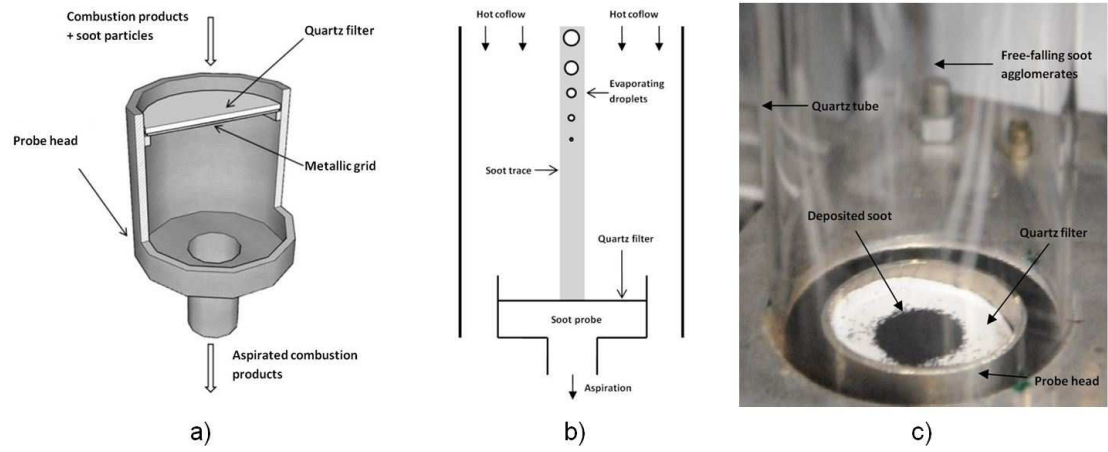 Combustion products
+ soot particles
Quartz filter
Probe head
Metallic grid
Aspirated combustion
products
a)
Hot coflow
Hot coflow
Evaporating
droplets
Soot trace
Quartz filter
Soot probe
Aspiration
b)
Free-falling soot
agglomerates
Quartz tube
Deposited soot
Quartz filter
Probe head
c)